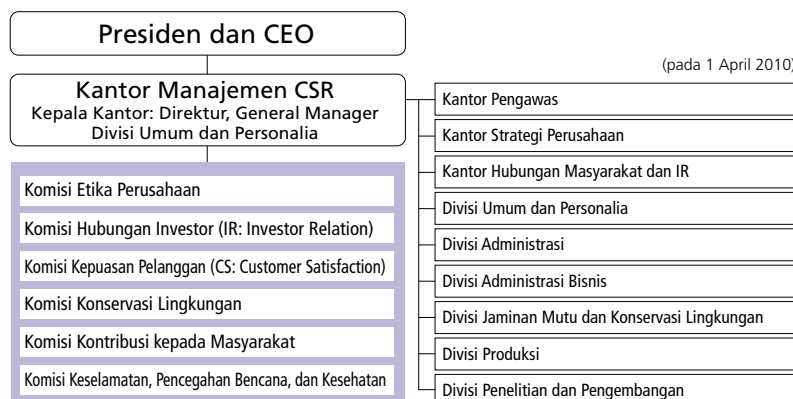 Presiden dan CEO
(pada 1 April 2010)
Kantor Manajemen CSR
Kepala Kantor: Direktur, General Manager
Divisi Umum dan Personalia
Komisi Etika Perusahaan
Komisi Hubungan Investor (IR: Investor Relation)
Komisi Kepuasan Pelanggan (CS: Customer Satisfaction)
Komisi Konservasi Lingkungan
Komisi Kontribusi kepada Masyarakat
Komisi Keselamatan, Pencegahan Bencana, dan Kesehatan
Kantor Pengawas
Kantor Strategi Perusahaan
Kantor Hubungan Masyarakat dan IR
Divisi Umum dan Personalia
Divisi Administrasi
Divisi Administrasi Bisnis
Divisi Jaminan Mutu dan Konservasi Lingkungan
Divisi Produksi
Divisi Penelitian dan Pengembangan